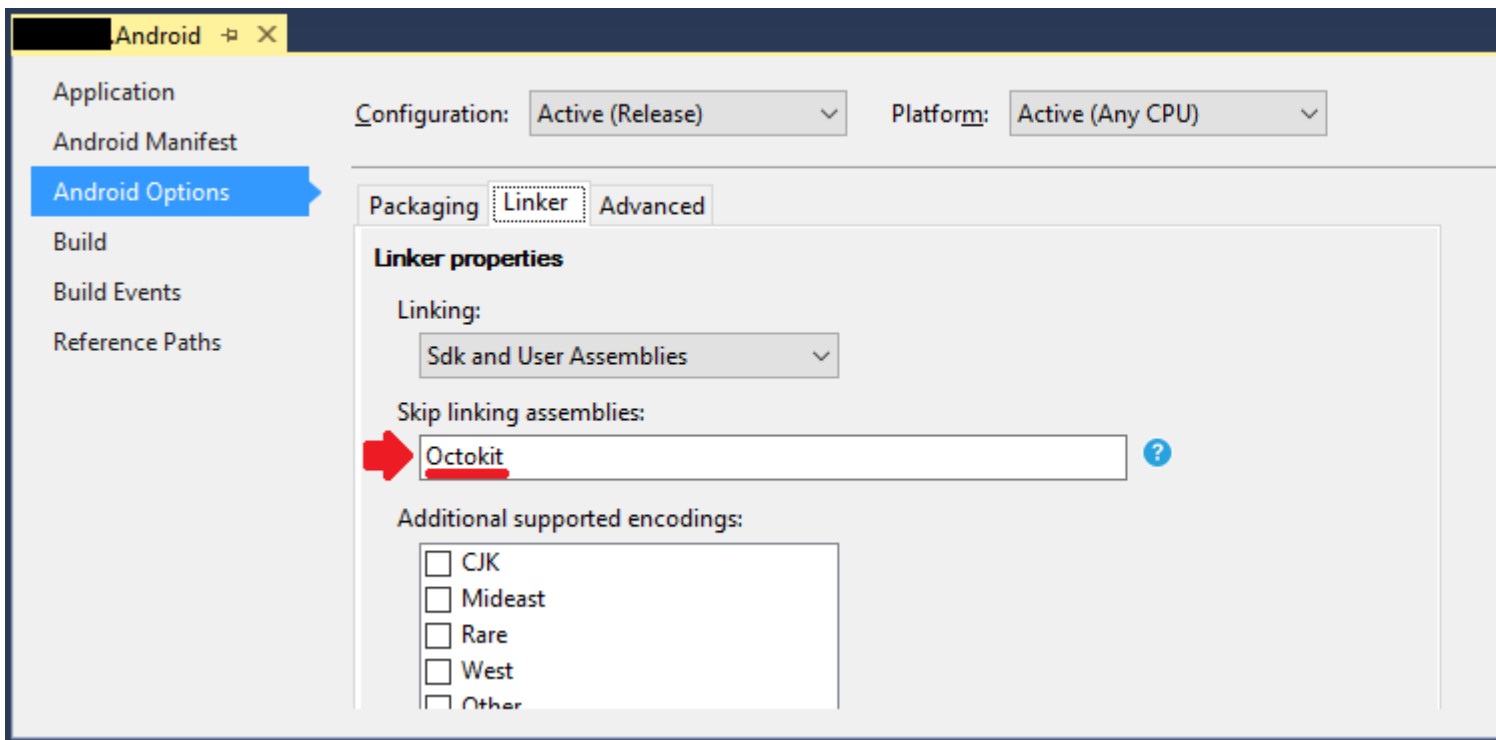 .Android
Application
Android Manifest
Android Options
Build
Build Events
Reference Paths
Configuration: Active (Release) Platform: Active (Any CPU)
Packaging Linker Advanced
Linker properties
Linking:
Sdk and User Assemblies
Skip linking assemblies:
Octokit
?
Additional supported encodings:
CJK
Mideast
Rare
West
Other